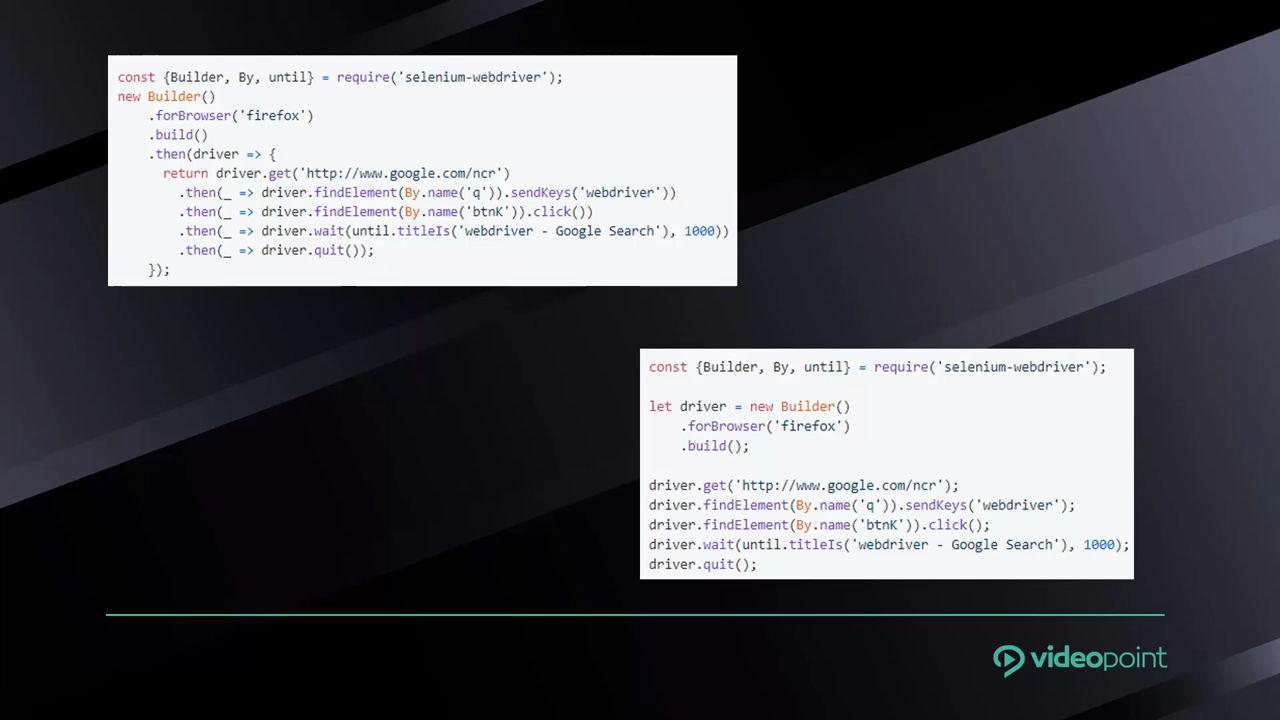 const {Builder, By, until} = require('selenium-webdriver');
new Builder()
    .forBrowser('firefox')
    .build()
    .then(driver => {
      return driver.get('http://www.google.com/ncr')
        .then(_ => driver.findElement(By.name('q')).sendKeys('webdriver'))
        .then(_ => driver.findElement(By.name('btnK')).click())
        .then(_ => driver.wait(until.titleIs('webdriver - Google Search'), 1000))
        .then(_ => driver.quit());
    });
const {Builder, By, until} = require('selenium-webdriver');
let driver = new Builder()
    .forBrowser('firefox')
    .build();
driver.get('http://www.google.com/ncr');
driver.findElement(By.name('q')).sendKeys('webdriver');
driver.findElement(By.name('btnK')).click();
driver.wait(until.titleIs('webdriver - Google Search'), 1000);
driver.quit();
videopoint